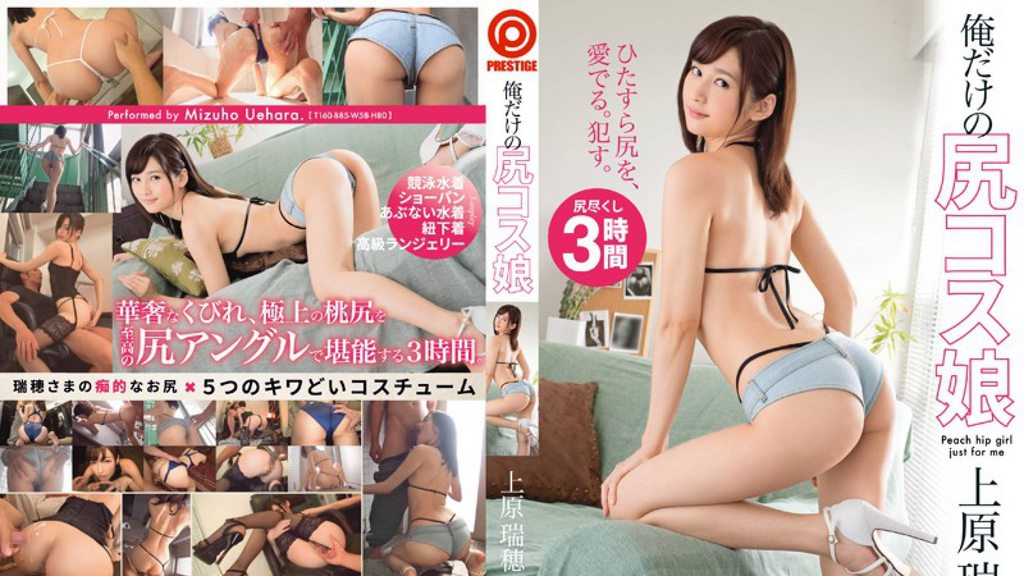 Performed by Mizuho Uehara. [T160-B85-W58-H80]
競泳水着
ショーパン
あぶない水着
紐下着
高級ランジェリー
華奢なくびれ、極上の桃尻を
至高の尻アングルで堪能する3時間。
瑞穂さまの痴的なお尻×5つのキワどいコスチューム
PRESTIGE
俺だけの尻コス娘
上原瑞穂
ひたすら尻を、
愛でる。犯す。
尻尽くし
3時間
俺だけの尻コス娘
Peach hip girl
just for me
上原瑞